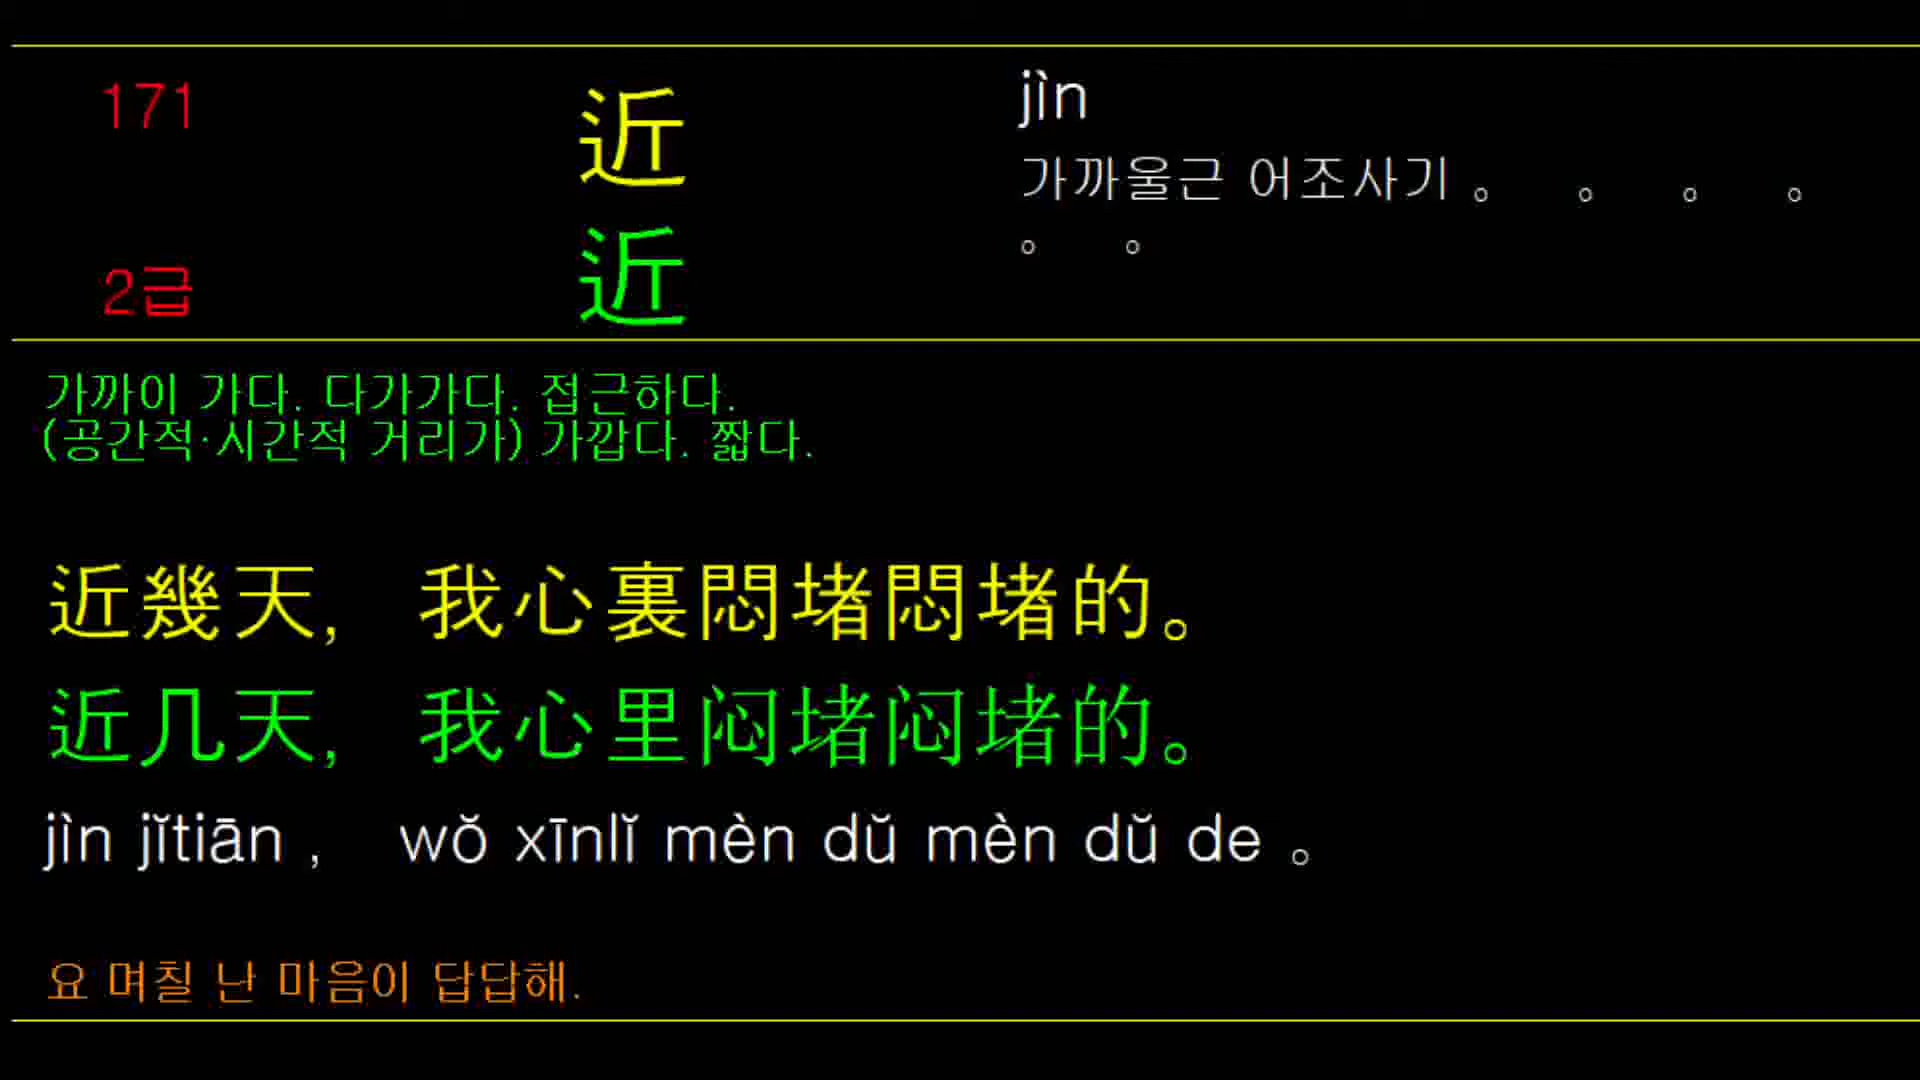 171
2급
近
近
jìn
가까울근 어조사기 。 。 。 。
。 。
가까이 가다. 다가가다. 접근하다.
(공간적·시간적 거리가) 가깝다. 짧다.
近幾天, 我心裏悶堵悶堵的。
近几天, 我心里闷堵闷堵的。
jìn jǐtiān , wǒ xīnlǐ mèn dǔ mèn dǔ de 。
요 며칠 난 마음이 답답해.